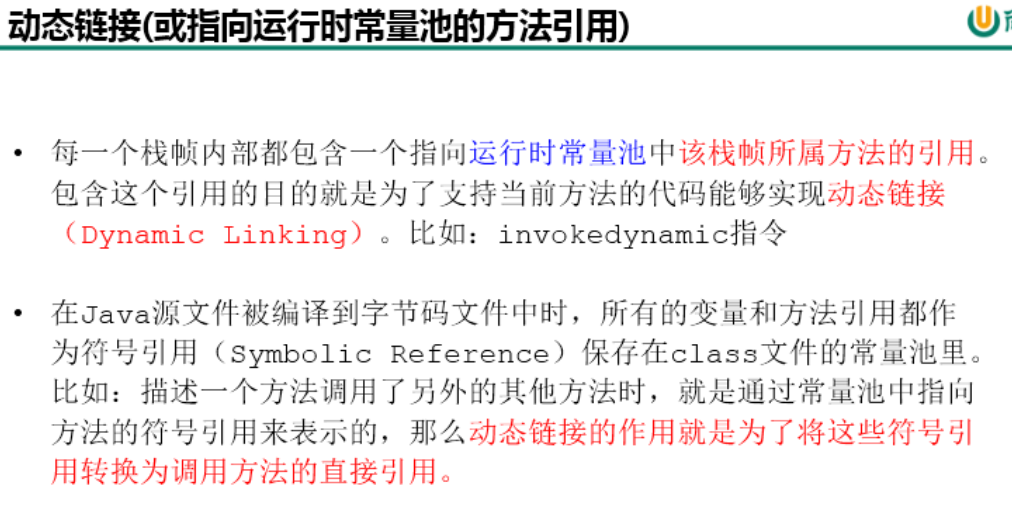 动态链接(或指向运行时常量池的方法引用)
• 每一个栈帧内部都包含一个指向运行时常量池中该栈帧所属方法的引用。
包含这个引用的目的就是为了支持当前方法的代码能够实现动态链接
（Dynamic Linking）。比如：invokedynamic指令
• 在Java源文件被编译到字节码文件中时，所有的变量和方法引用都作
为符号引用（Symbolic Reference）保存在class文件的常量池里。
比如：描述一个方法调用了另外的其他方法时，就是通过常量池中指向
方法的符号引用来表示的，那么动态链接的作用就是为了将这些符号引
用转换为调用方法的直接引用。